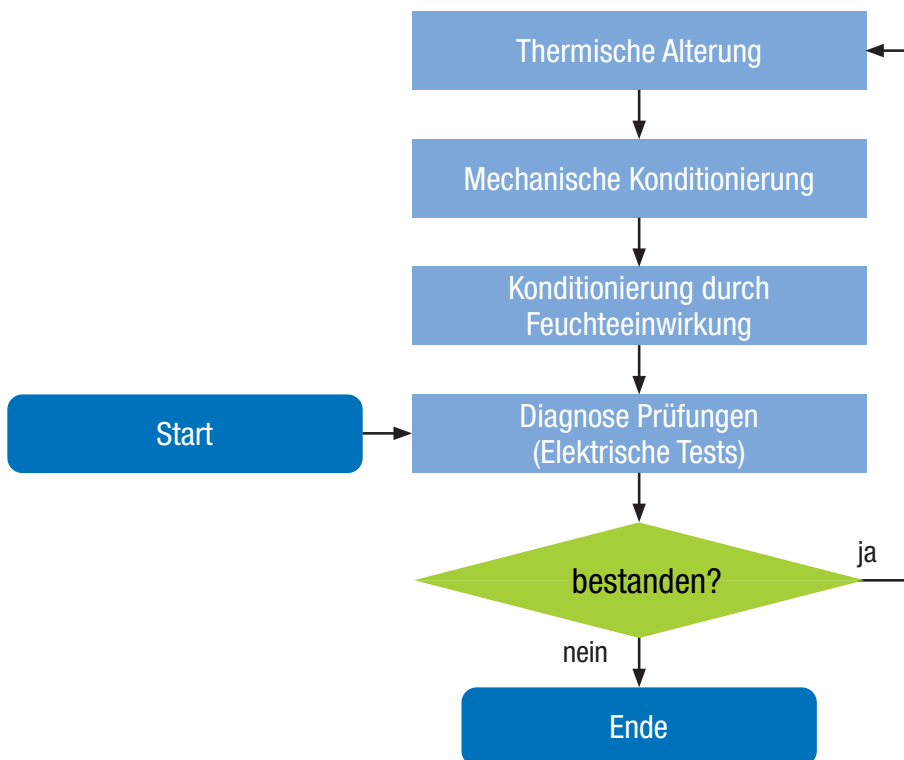 Thermische Alterung
Mechanische Konditionierung
Konditionierung durch
Feuchteeinwirkung
Start
Diagnose Prüfungen
(Elektrische Tests)
bestanden?
ja
nein
Ende